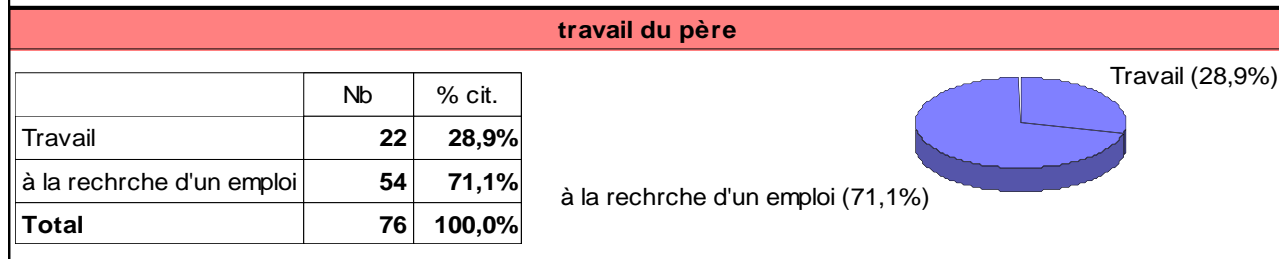 travail du père
Nb % cit.
Travail 22 28,9%
à la rechrche d'un emploi 54 71,1%
Total 76 100,0%
Travail (28,9%)
à la rechrche d'un emploi (71,1%)